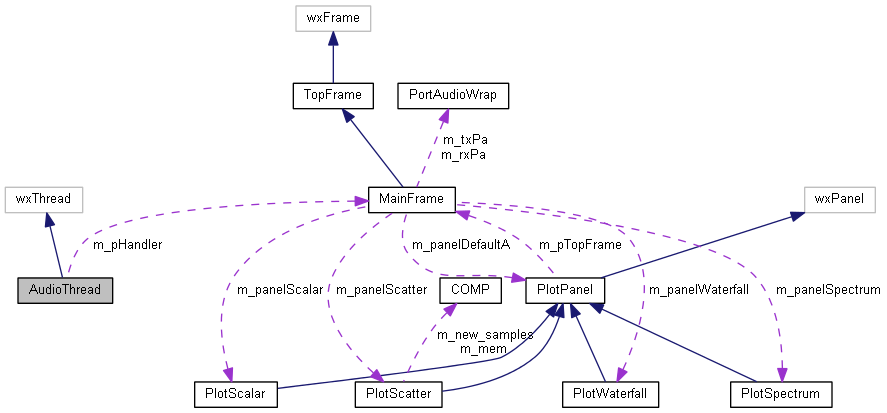 wxFrame
TopFrame
PortAudioWrap
m_txPa
m_rxPa
wxThread
MainFrame
wxPanel
m_pHandler
m_panelDefaultA
m_pTopFrame
AudioThread
m_panelScalar
m_panelScatter
COMP
PlotPanel
m_panelWaterfall
m_panelSpectrum
m_new_samples
m_mem
PlotScalar
PlotScatter
PlotWaterfall
PlotSpectrum